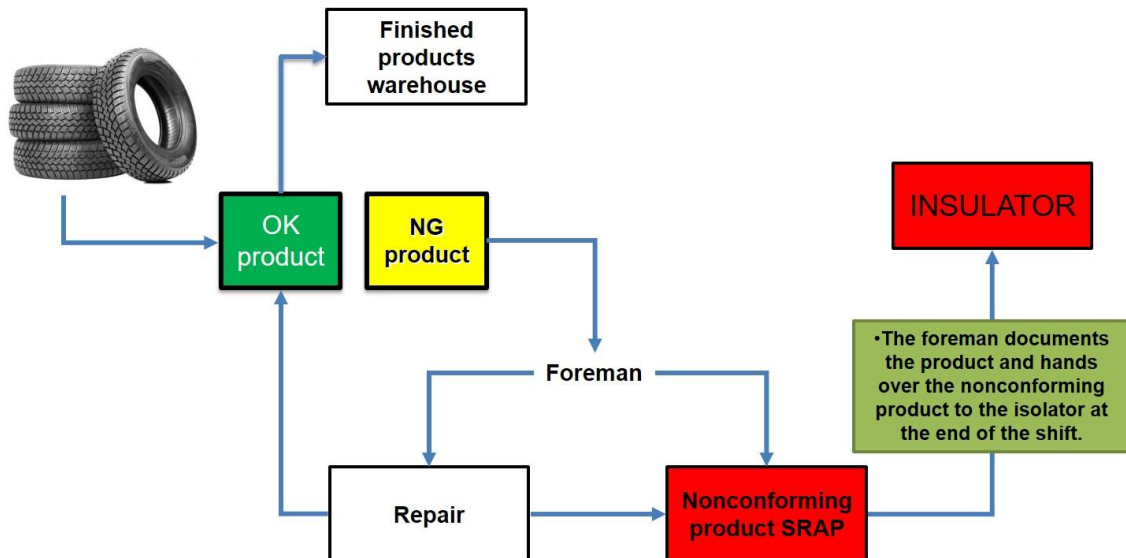 Finished
products
warehouse
OK
product
NG
product
INSULATOR
•The foreman documents
the product and hands
over the nonconforming
product to the isolator at
the end of the shift.
Foreman
Repair
Nonconforming
product SRAP